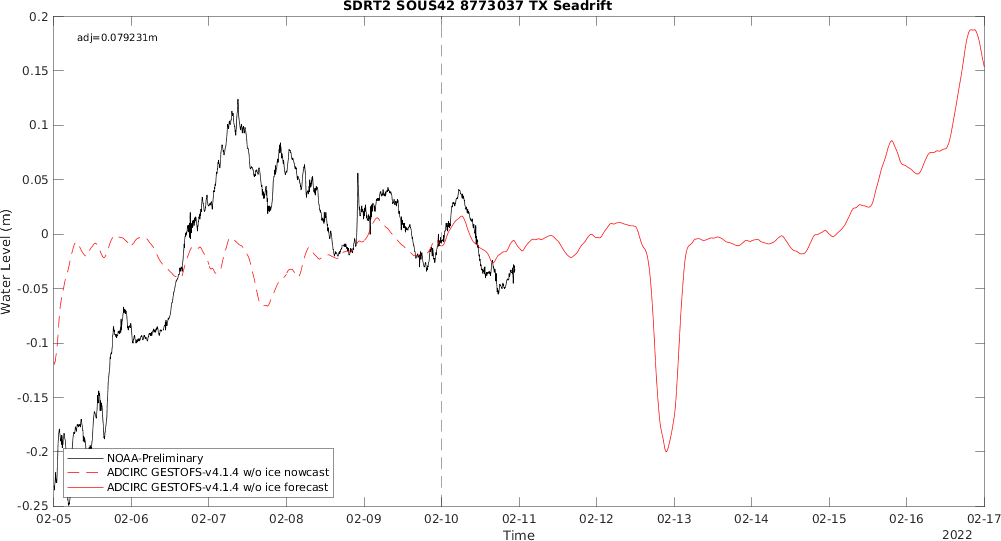 SDRT2 SOUS42 8773037 TX Seadrift
adj=0.079231m
0.2
0.15
0.1
0.05
0
-0.05
-0.1
-0.15
-0.2
-0.25
Water Level (m)
NOAA-Preliminary
ADCIRC GESTOFS-v4.1.4 w/o ice nowcast
ADCIRC GESTOFS-v4.1.4 w/o ice forecast
02-05 02-06 02-07 02-08 02-09 02-10 02-11 02-12 02-13 02-14 02-15 02-16 02-17
Time
2022